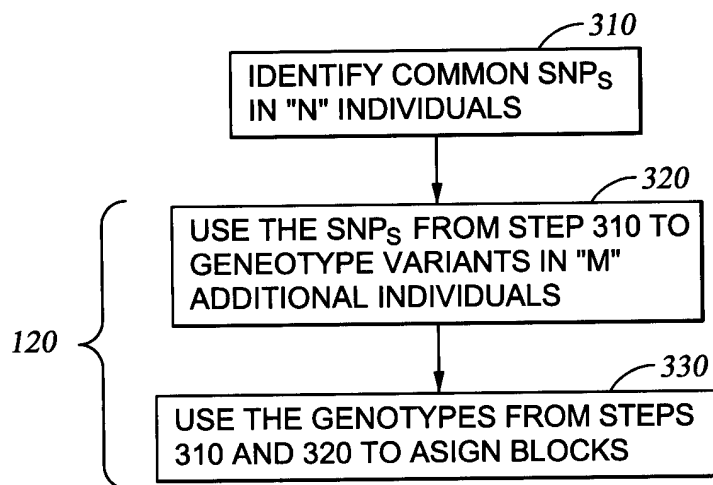 310
IDENTIFY COMMON SNPS
IN "N" INDIVIDUALS
320
USE THE SNPS FROM STEP 310 TO
GENEOTYPE VARIANTS IN "M"
ADDITIONAL INDIVIDUALS
120
330
USE THE GENOTYPES FROM STEPS
310 AND 320 TO ASIGN BLOCKS